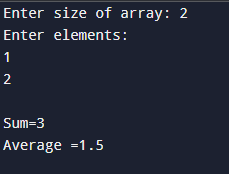 Enter size of array: 2
Enter elements:
1
2
Sum=3
Average =1.5